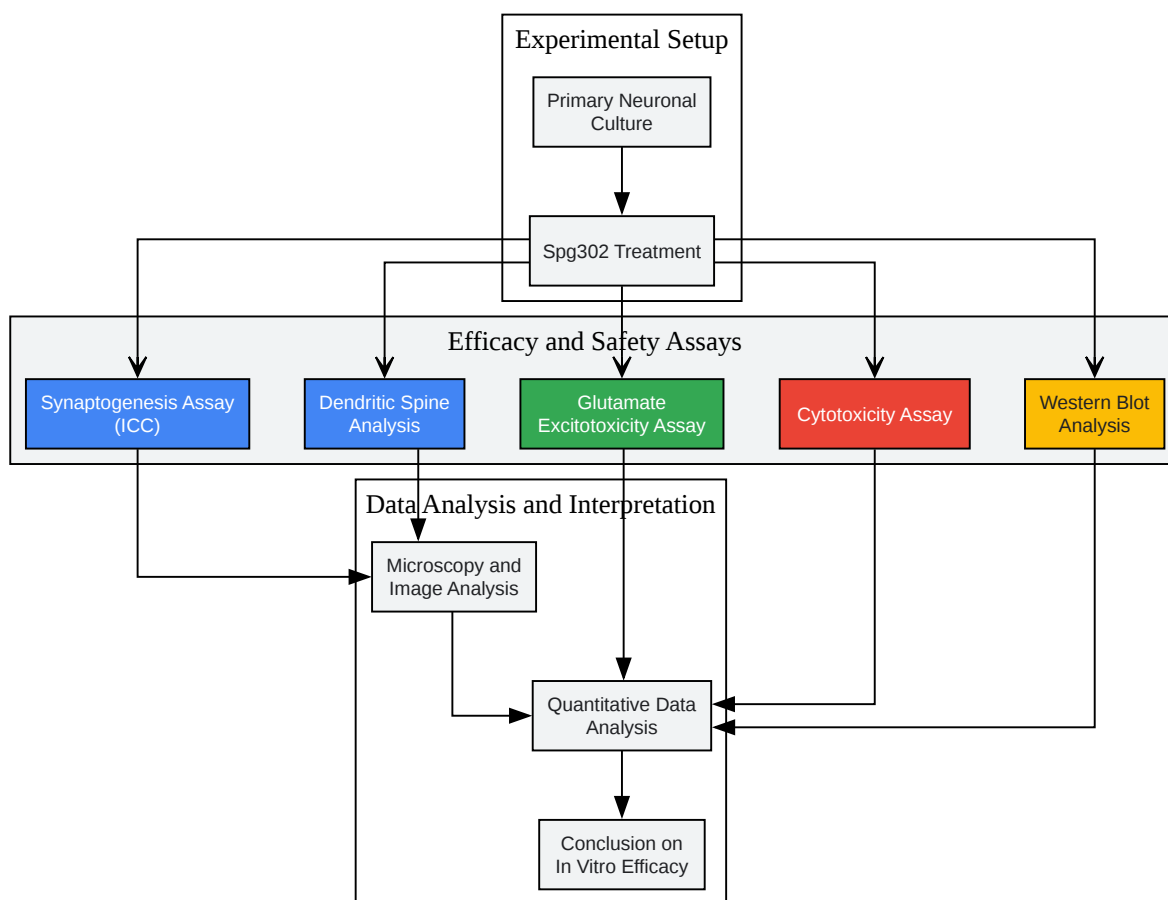 Experimental Setup
Primary Neuronal
Culture
Spg302 Treatment
Efficacy and Safety Assays
Synaptogenesis Assay
(ICC)
Dendritic Spine
Analysis
Glutamate
Excitotoxicity Assay
Cytotoxicity Assay
Western Blot
Analysis
Data Analysis and Interpretation
Microscopy and
Image Analysis
Quantitative Data
Analysis
Conclusion on
In Vitro Efficacy